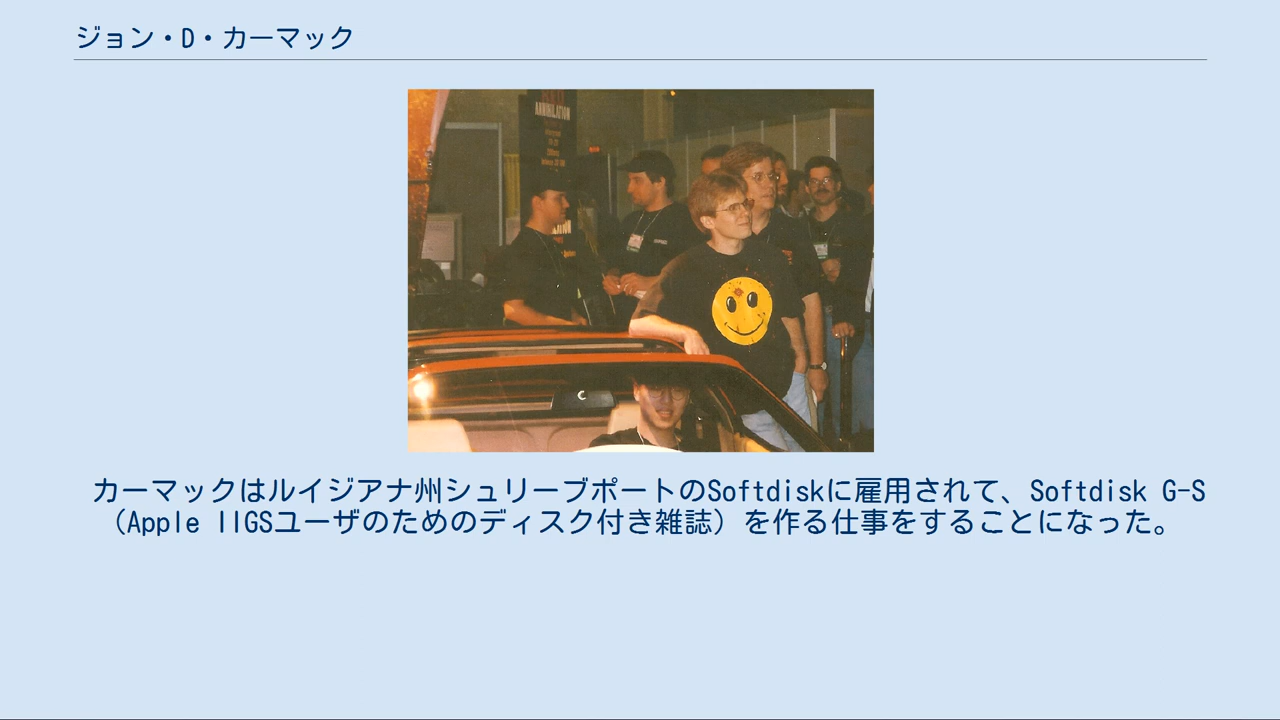 ジョン・D・カーマック
ANNIHILATION
カーマックはルイジアナ州シュリーブポートのSoftdiskに雇用されて、Softdisk G-S
（Apple IIGSユーザのためのディスク付き雑誌）を作る仕事をすることになった。